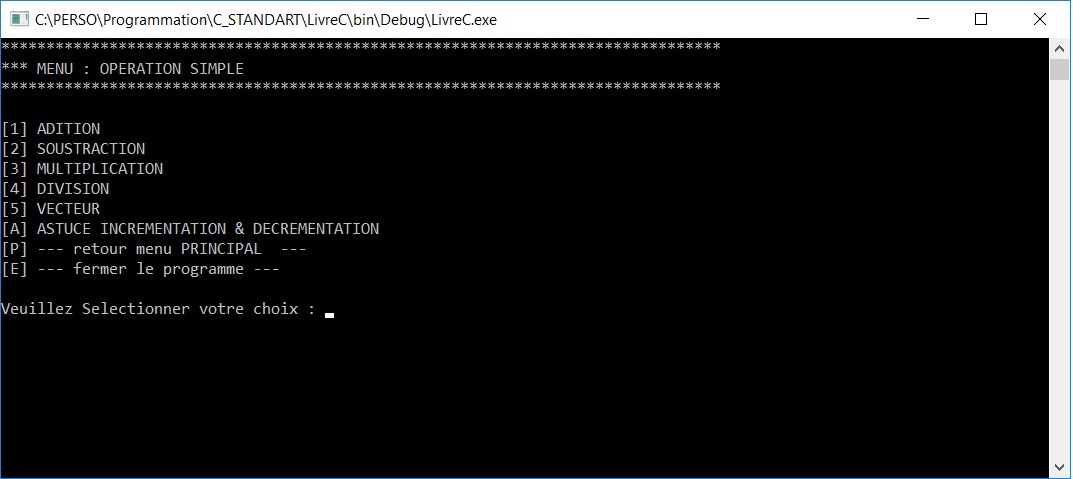 C:\PERSO\Programmation\C_STANDART\LivreC\bin\Debug\LivreC.exe
********************************************************************************
*** MENU : OPERATION SIMPLE
********************************************************************************
[1] ADITION
[2] SOUSTRACTION
[3] MULTIPLICATION
[4] DIVISION
[5] VECTEUR
[A] ASTUCE INCREMENTATION & DECREMENTATION
[P] --- retour menu PRINCIPAL  ---
[E] --- fermer le programme ---
Veuillez Selectionner votre choix :